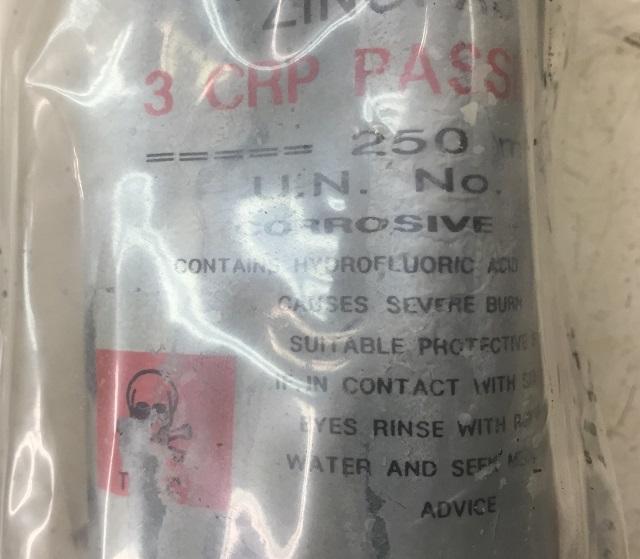 3 CRP PASS
===== 250
U.N. No.
CORROSIVE
CONTAINS HYDROFLUORIC ACID
CAUSES SEVERE BURN
SUITABLE PROTECTIVE
IF IN CONTACT WITH
EYES RINSE WITH
WATER AND SEEK
ADVICE